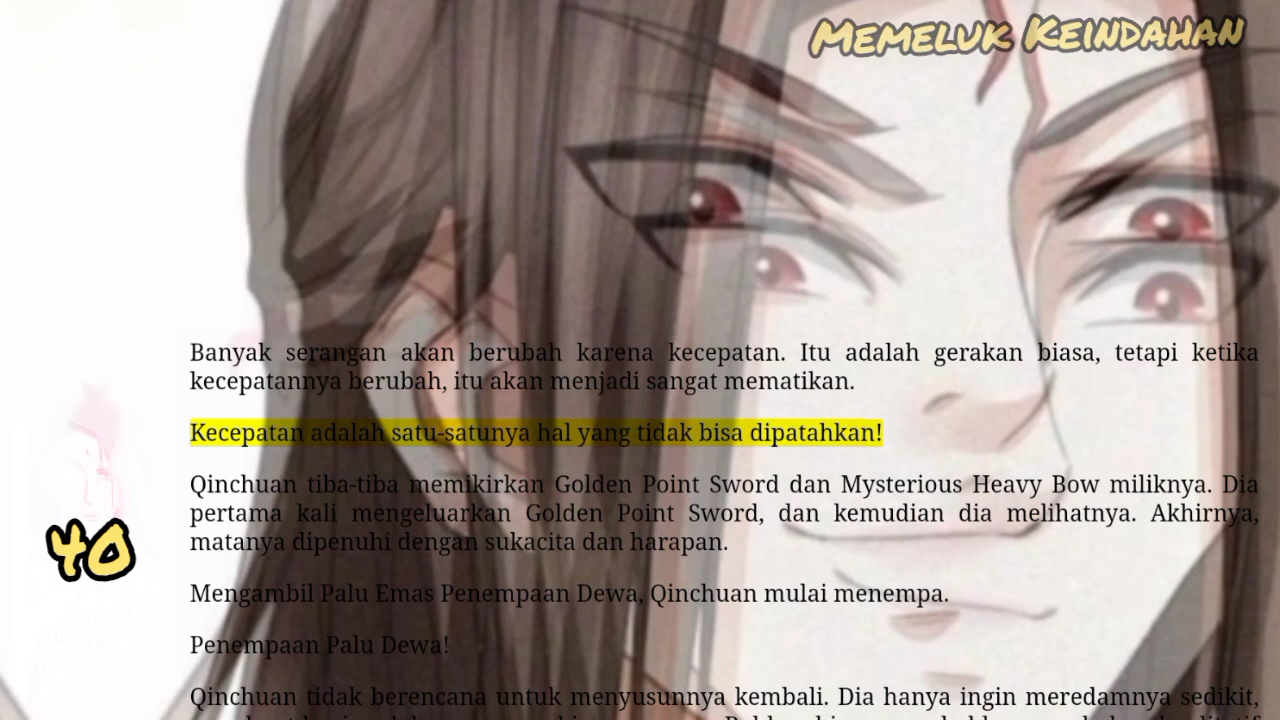 Memeluk Keindahan
Banyak serangan akan berubah karena kecepatan. Itu adalah gerakan biasa, tetapi ketika
kecepatannya berubah, itu akan menjadi sangat mematikan.
Kecepatan adalah satu-satunya hal yang tidak bisa dipatahkan!
Qinchuan tiba-tiba memikirkan Golden Point Sword dan Mysterious Heavy Bow miliknya. Dia
pertama kali mengeluarkan Golden Point Sword, dan kemudian dia melihatnya. Akhirnya,
matanya dipenuhi dengan sukacita dan harapan.
40
Mengambil Palu Emas Penempaan Dewa, Qinchuan mulai menempa.
Penempaan Palu Dewa!
Qinchuan tidak berencana untuk menyusunnya kembali. Dia hanya ingin meredamnya sedikit,